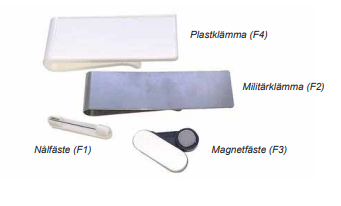 Plastklämma (F4)
Militärklämma (F2)
Nålfäste (F1)
Magnetfäste (F3)